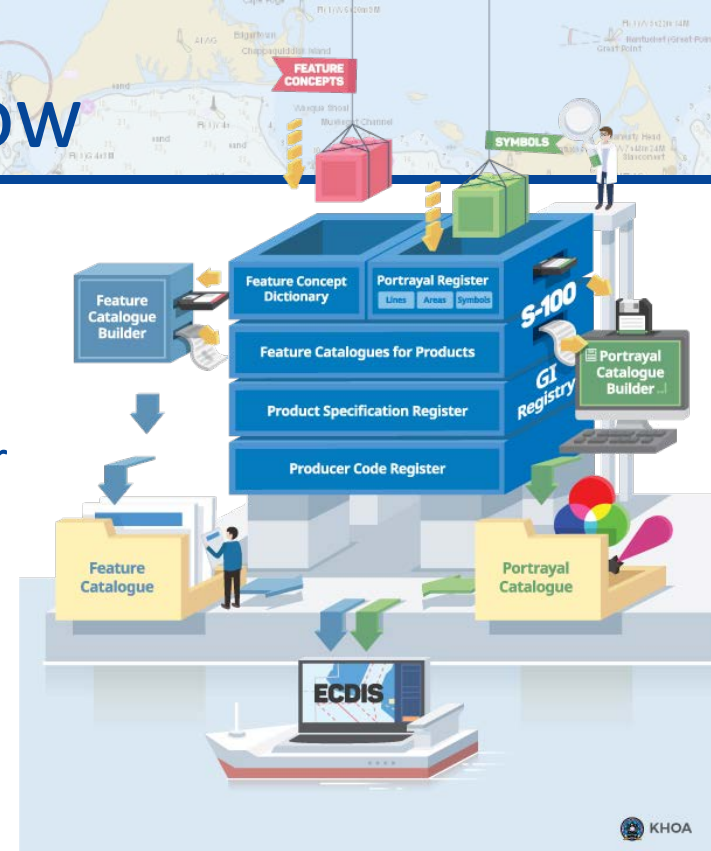 ow
FEATURE
CONCEPTS
SYMBOLS
Feature Concept
Dictionary
Portrayal Register
Lines Areas Symbols
S-100
GI
Registry
Feature
Catalogue
Builder
Feature Catalogues for Products
Portrayal
Catalogue
Builder
Product Specification Register
r
Producer Code Register
Feature
Catalogue
Portrayal
Catalogue
ECDIS
KHOA